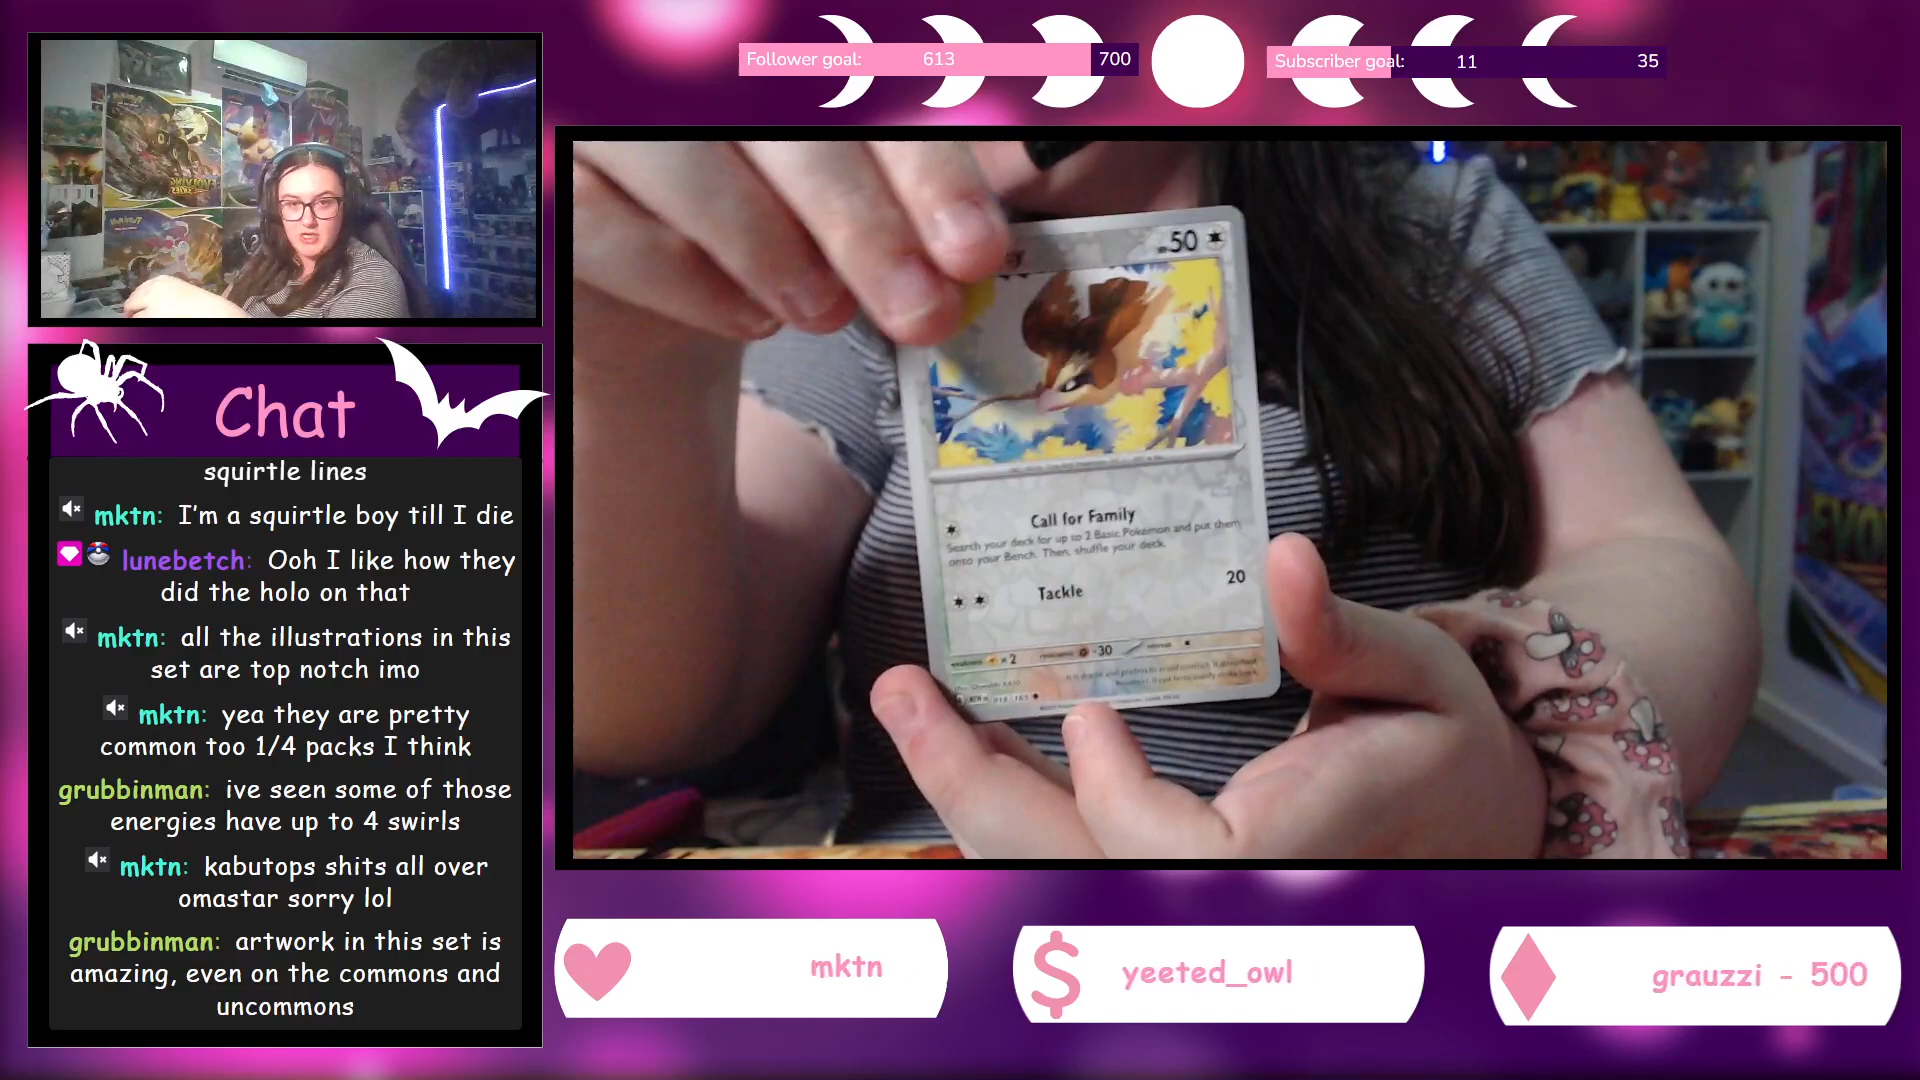 Follower goal: 613 700
Subscriber goal: 11 35
Chat
squirtle lines
mktn: I'm a squirtle boy till I die
lunebetch: Ooh I like how they
did the holo on that
mktn: all the illustrations in this
set are top notch imo
mktn: yea they are pretty
common too 1/4 packs I think
grubbinman: ive seen some of those
energies have up to 4 swirls
mktn: kabutops shits all over
omastar sorry lol
grubbinman: artwork in this set is
amazing, even on the commons and
uncommons
50
Call for Family
Search your deck for up to 2 Basic Pokémon and put them
onto your Bench. Then, shuffle your deck.
Tackle 20
weakness ×2 resistance -30 retreat
mktn
yeeted_owl
grauzzi - 500